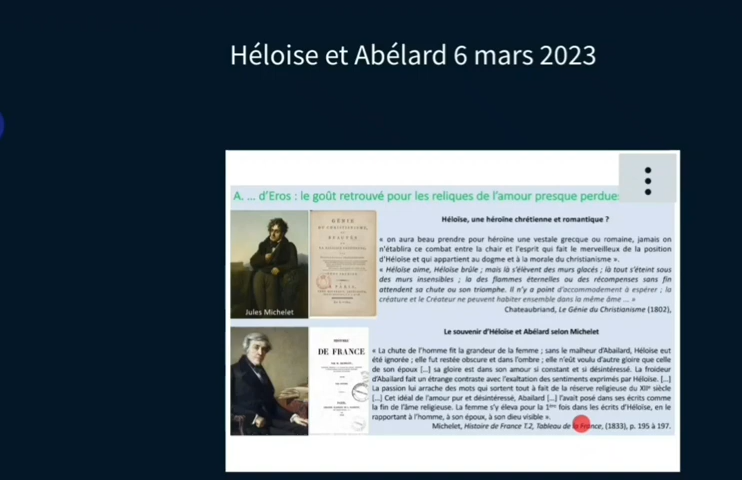 Héloise et Abélard 6 mars 2023
A. ... d'Eros : le goût retrouvé pour les reliques de l'amour presque perdue
Héloïse, une héroïne chrétienne et romantique ?
« on aura beau prendre pour héroïne une vestale grecque ou romaine, jamais on
n'établira ce combat entre la chair et l'esprit qui fait le merveilleux de la position
d'Héloïse et qui appartient au dogme et à la morale du christianisme ».
« Héloïse aime, Héloïse brûle ; mais là s'élèvent des murs glacés ; là tout s'éteint sous
des murs insensibles ; la des flammes éternelles ou des récompenses sans fin
attendent sa chute ou son triomphe. Il n'y a point d'accommodement à espérer ; la
créature et le Créateur ne peuvent habiter ensemble dans la même âme ... »
Chateaubriand, Le Génie du Christianisme (1802),
GÉNIE
DU CHRISTIANISME,
Jules Michelet
Le souvenir d'Héloïse et Abélard selon Michelet
« La chute de l'homme fit la grandeur de la femme ; sans le malheur d'Abailard, Héloïse eut
été ignorée ; elle fut restée obscure et dans l'ombre ; elle n'eût voulu d'autre gloire que celle
de son époux [...] sa gloire est dans son amour si constant et si désintéressé. La froideur
d'Abailard fait un étrange contraste avec l'exaltation des sentiments exprimés par Héloïse. [...]
La passion lui arrache des mots qui sortent tout à fait de la réserve religieuse du XIIe siècle
[...] Cet idéal de l'amour pur et désintéressé, Abailard [...] l'avait posé dans ses écrits comme
la fin de l'âme religieuse. La femme s'y éleva pour la 1ère fois dans les écrits d'Héloïse, en le
rapportant à l'homme, à son époux, à son dieu visible ».
Michelet, Histoire de France T.2, Tableau de la France, (1833), p. 195 à 197.
HISTOIRE
DE FRANCE